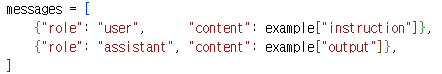 messages = [
    {"role": "user",      "content": example["instruction"]},
    {"role": "assistant", "content": example["output"]},
]